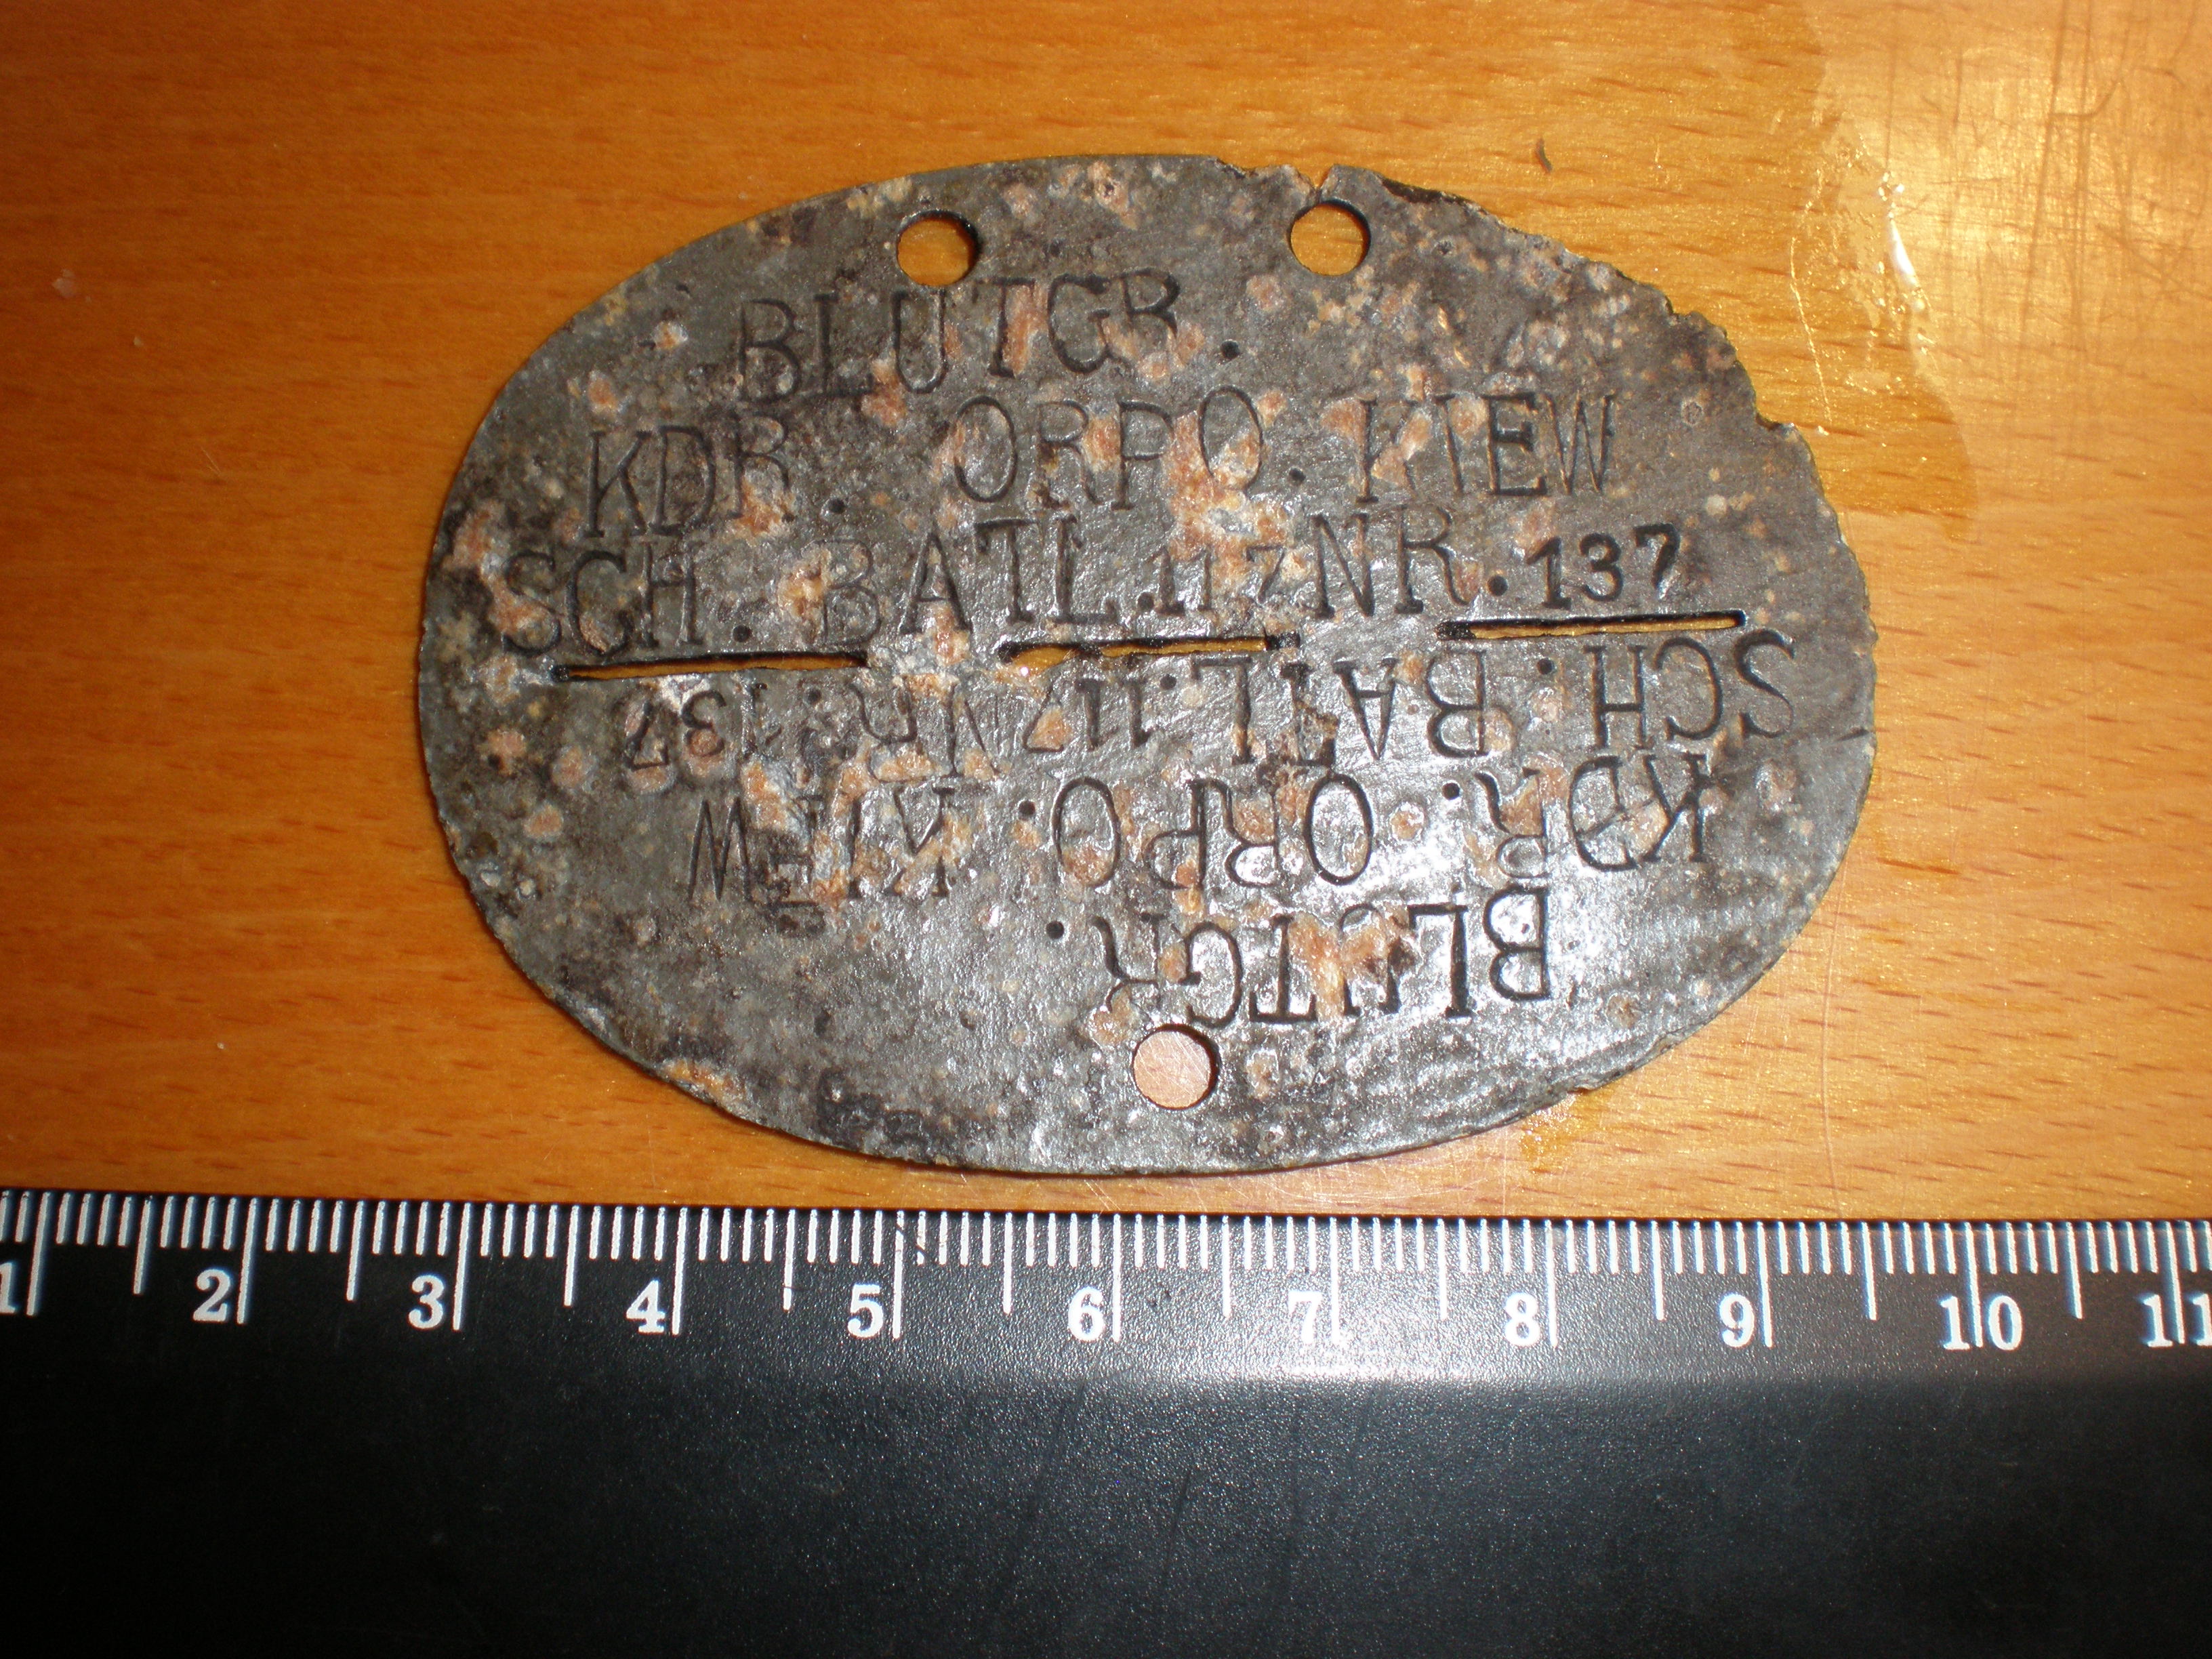 BLUTGR.
KDR. ORPO. KIEW
SCH. BATL. 117 NR. 137
SCH. BATL. 117 NR. 137
KDR. ORPO. KIEW
BLUTGR.
1 2 3 4 5 6 7 8 9 10 11